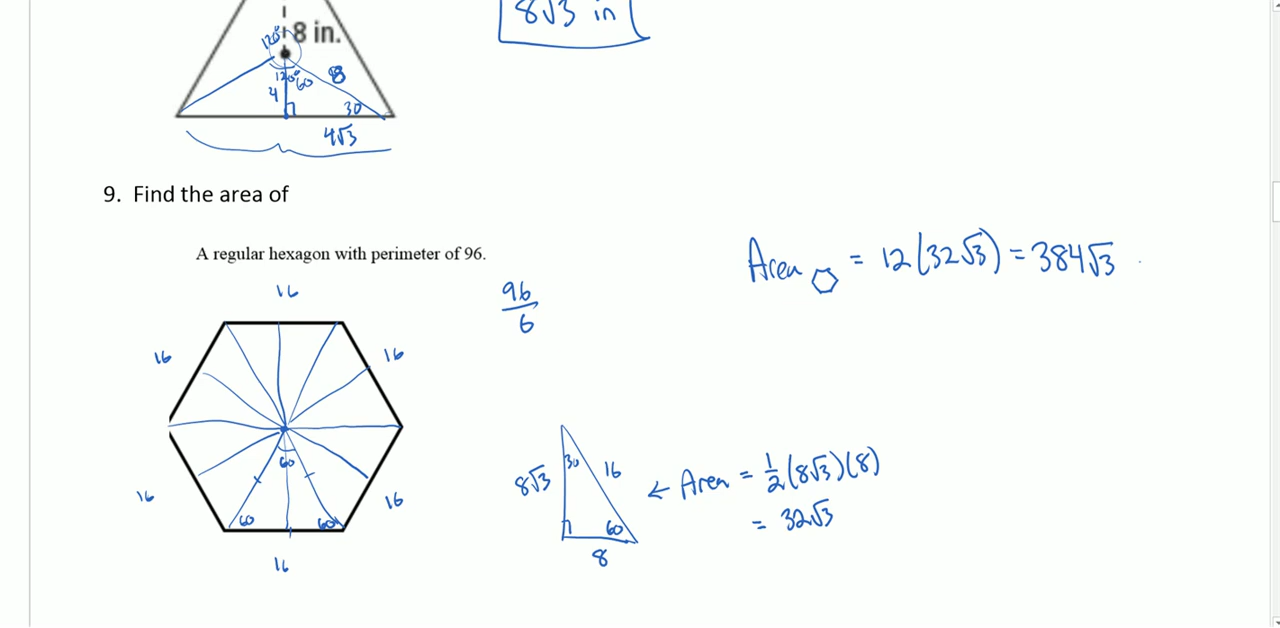 8√3 in
120° 8 in.
120° 60 8
4 30
4√3
9. Find the area of
A regular hexagon with perimeter of 96.
Area⬡ = 12(32√3) = 384√3
16
96/6
16 16
60
16 16
60 60
16
8√3 30 16
60
8
← Area = 1/2(8√3)(8)
= 32√3